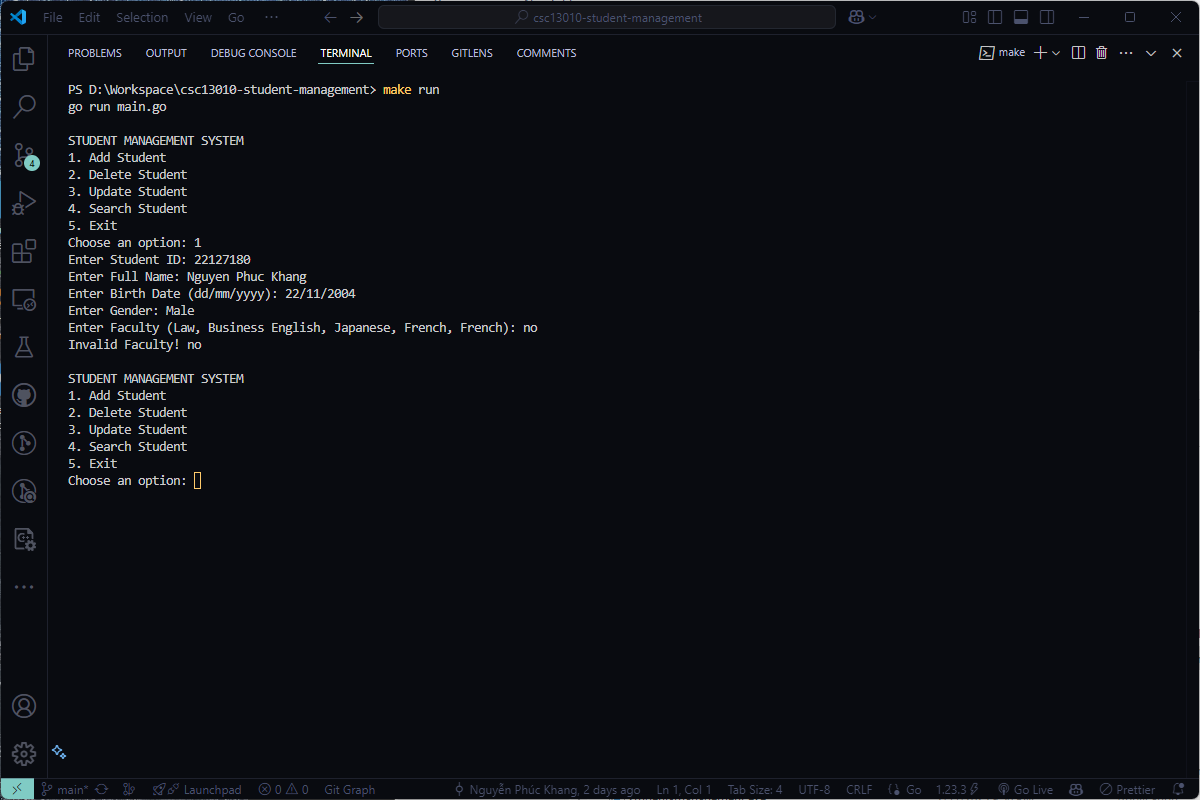 File Edit Selection View Go ··· csc13010-student-management
PROBLEMS OUTPUT DEBUG CONSOLE TERMINAL PORTS GITLENS COMMENTS make
PS D:\Workspace\csc13010-student-management> make run
go run main.go
STUDENT MANAGEMENT SYSTEM
1. Add Student
2. Delete Student
3. Update Student
4. Search Student
5. Exit
Choose an option: 1
Enter Student ID: 22127180
Enter Full Name: Nguyen Phuc Khang
Enter Birth Date (dd/mm/yyyy): 22/11/2004
Enter Gender: Male
Enter Faculty (Law, Business English, Japanese, French, French): no
Invalid Faculty! no
STUDENT MANAGEMENT SYSTEM
1. Add Student
2. Delete Student
3. Update Student
4. Search Student
5. Exit
Choose an option:
4
main* Launchpad 0 0 Git Graph Nguyễn Phúc Khang, 2 days ago Ln 1, Col 1 Tab Size: 4 UTF-8 CRLF Go 1.23.3 Go Live Prettier